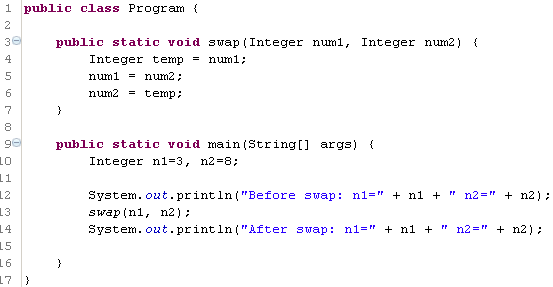 1 public class Program {
2
3 public static void swap(Integer num1, Integer num2) {
4 Integer temp = num1;
5 num1 = num2;
6 num2 = temp;
7 }
8
9 public static void main(String[] args) {
10 Integer n1=3, n2=8;
11
12 System.out.println("Before swap: n1=" + n1 + " n2=" + n2);
13 swap(n1, n2);
14 System.out.println("After swap: n1=" + n1 + " n2=" + n2);
15
16 }
17 }